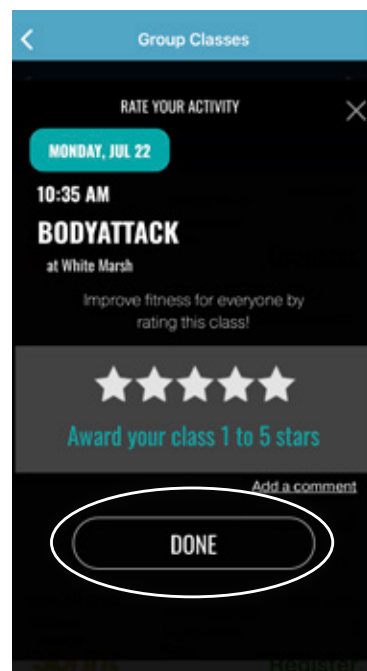 Group Classes
RATE YOUR ACTIVITY
MONDAY, JUL 22
10:35 AM
BODYATTACK
at White Marsh
Improve fitness for everyone by
rating this class!
Award your class 1 to 5 stars
Add a comment
DONE
Register